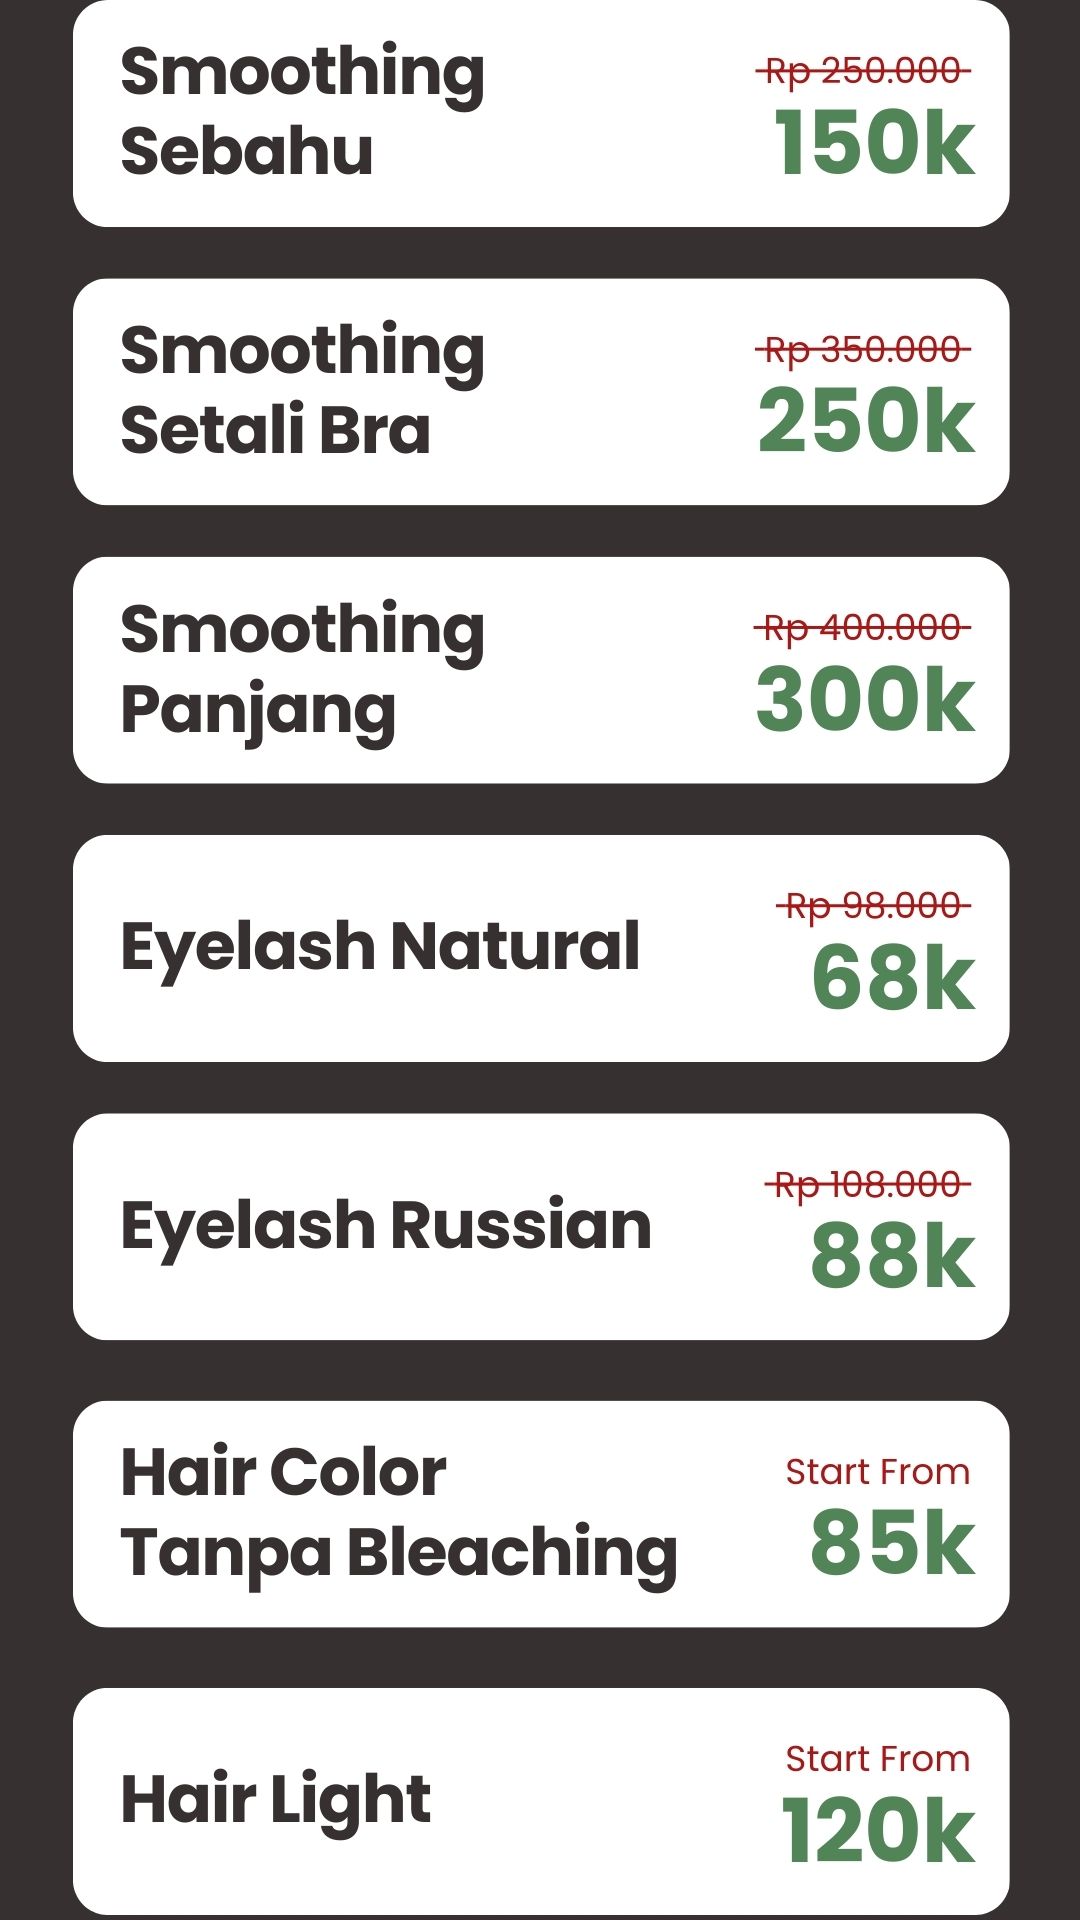 Smoothing
Sebahu
Rp 250.000
150k
Smoothing
Setali Bra
Rp 350.000
250k
Smoothing
Panjang
Rp 400.000
300k
Eyelash Natural
Rp 98.000
68k
Eyelash Russian
Rp 108.000
88k
Hair Color
Tanpa Bleaching
Start From
85k
Hair Light
Start From
120k